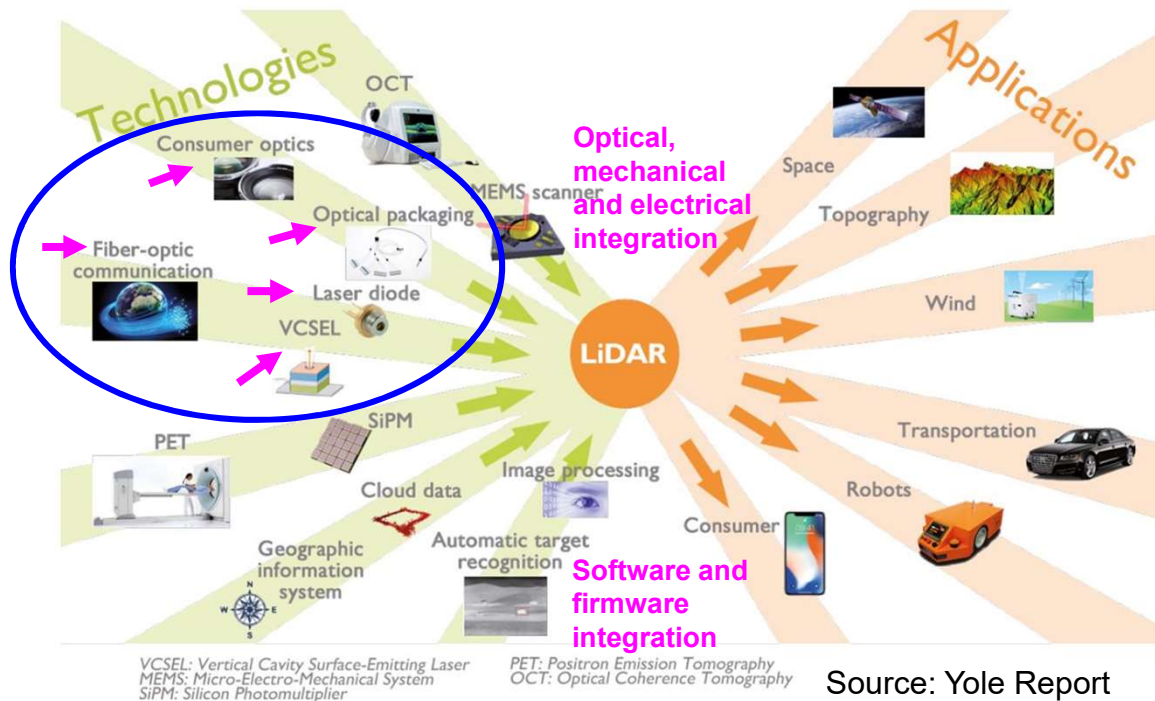 Technologies
Applications
OCT
Consumer optics
Optical,
mechanical
and electrical
integration
Space
MEMS scanner
Optical packaging
Topography
Fiber-optic
communication
Laser diode
Wind
VCSEL
LiDAR
SiPM
PET
Transportation
Image processing
Cloud data
Robots
Consumer
09:41
Automatic target
recognition
Geographic
information
system
Software and
firmware
integration
N
W
E
S
VCSEL: Vertical Cavity Surface-Emitting Laser
MEMS: Micro-Electro-Mechanical System
SiPM: Silicon Photomultiplier
PET: Positron Emission Tomography
OCT: Optical Coherence Tomography
Source: Yole Report